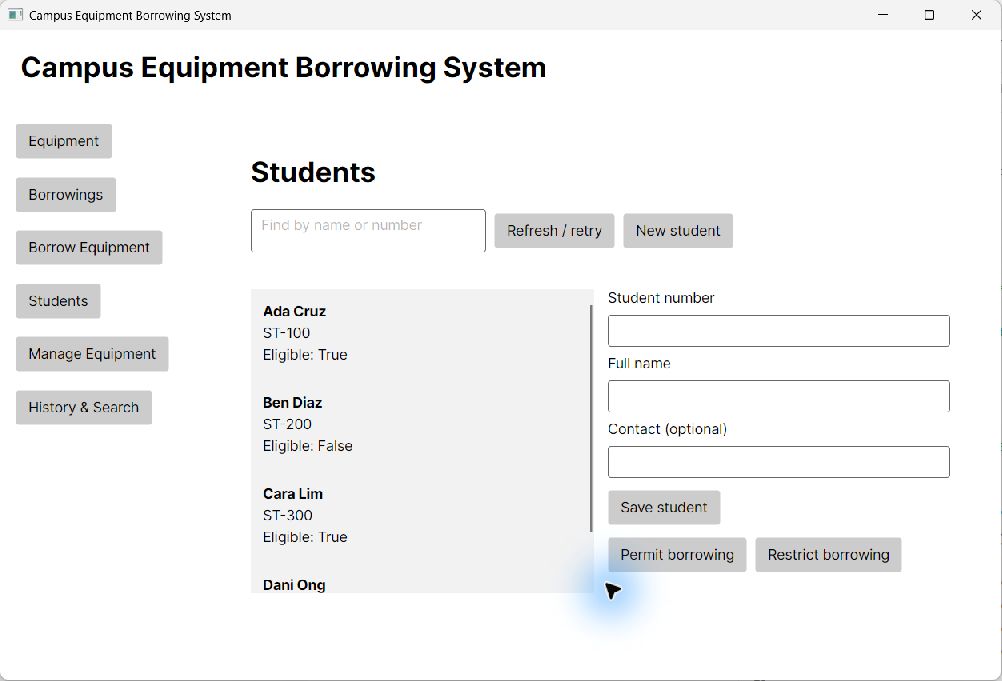 Campus Equipment Borrowing System
Campus Equipment Borrowing System
Equipment
Borrowings
Borrow Equipment
Students
Manage Equipment
History & Search
Students
Find by name or number
Refresh / retry
New student
Ada Cruz
ST-100
Eligible: True
Ben Diaz
ST-200
Eligible: False
Cara Lim
ST-300
Eligible: True
Dani Ong
Student number
Full name
Contact (optional)
Save student
Permit borrowing
Restrict borrowing